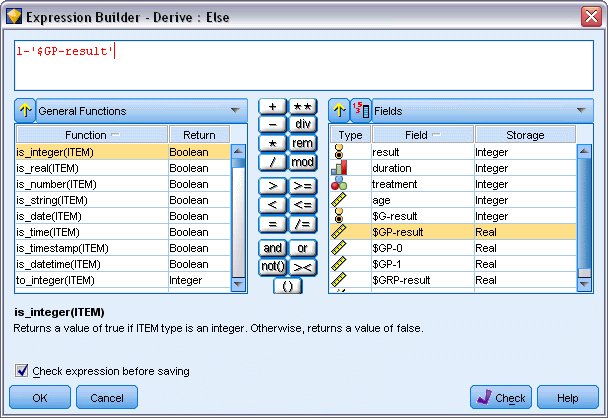 Expression Builder - Derive : Else
1-'$GP-result'
General Functions
Function Return
is_integer(ITEM) Boolean
is_real(ITEM) Boolean
is_number(ITEM) Boolean
is_string(ITEM) Boolean
is_date(ITEM) Boolean
is_time(ITEM) Boolean
is_timestamp(ITEM) Boolean
is_datetime(ITEM) Boolean
to_integer(ITEM) Integer
+ **
- div
* rem
/ mod
> >=
< <=
= /=
and or
not() ><
()
Fields
Type Field Storage
result Integer
duration Integer
treatment Integer
age Integer
$G-result Integer
$GP-result Real
$GP-0 Real
$GP-1 Real
$GRP-result Real
is_integer(ITEM)
Returns a value of true if ITEM type is an integer. Otherwise, returns a value of false.
Check expression before saving
OK Cancel Check Help